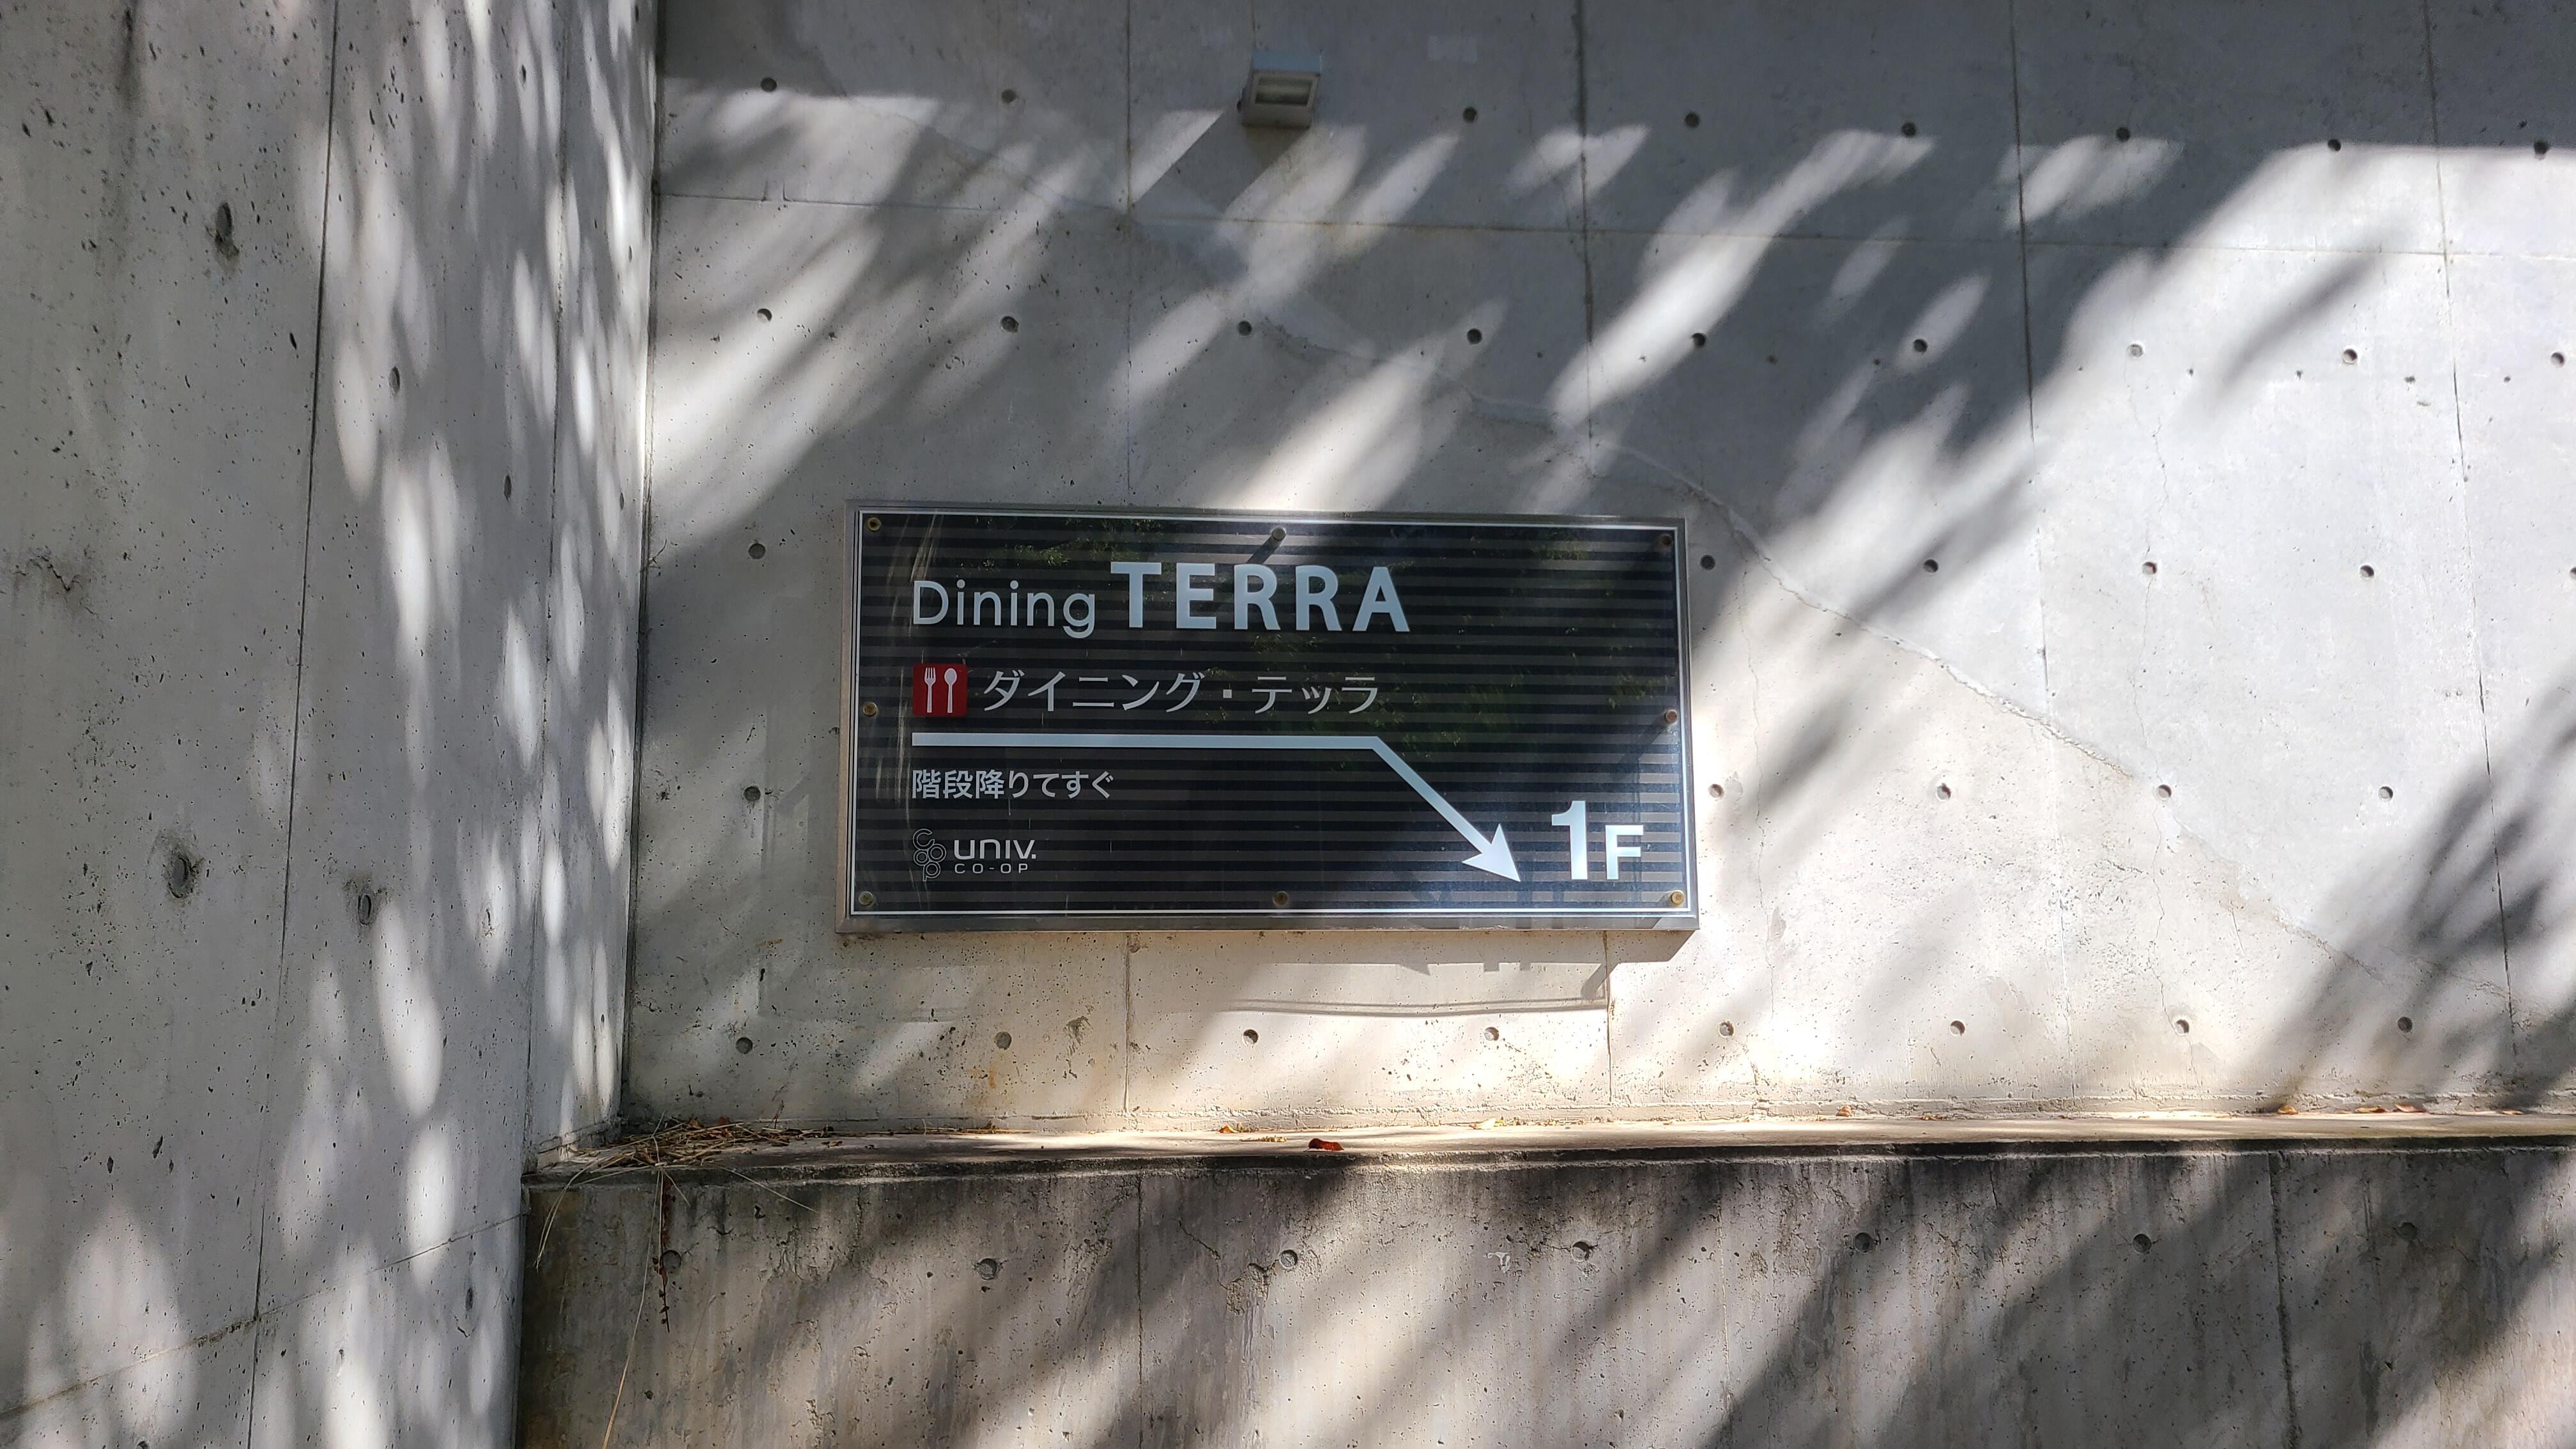 Dining TERRA
ダイニング・テッラ
階段降りてすぐ
1F
coop univ.
CO-OP